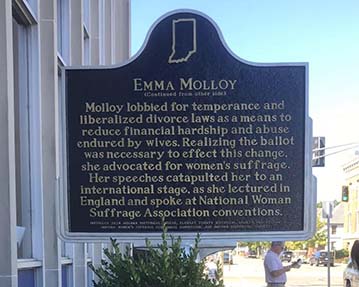 EMMA MOLLOY
(Continued from other side)
Molloy lobbied for temperance and
liberalized divorce laws as a means to
reduce financial hardship and abuse
endured by wives. Realizing the ballot
was necessary to effect this change,
she advocated for women's suffrage.
Her speeches catapulted her to an
international stage, as she lectured in
England and spoke at National Woman
Suffrage Association conventions.